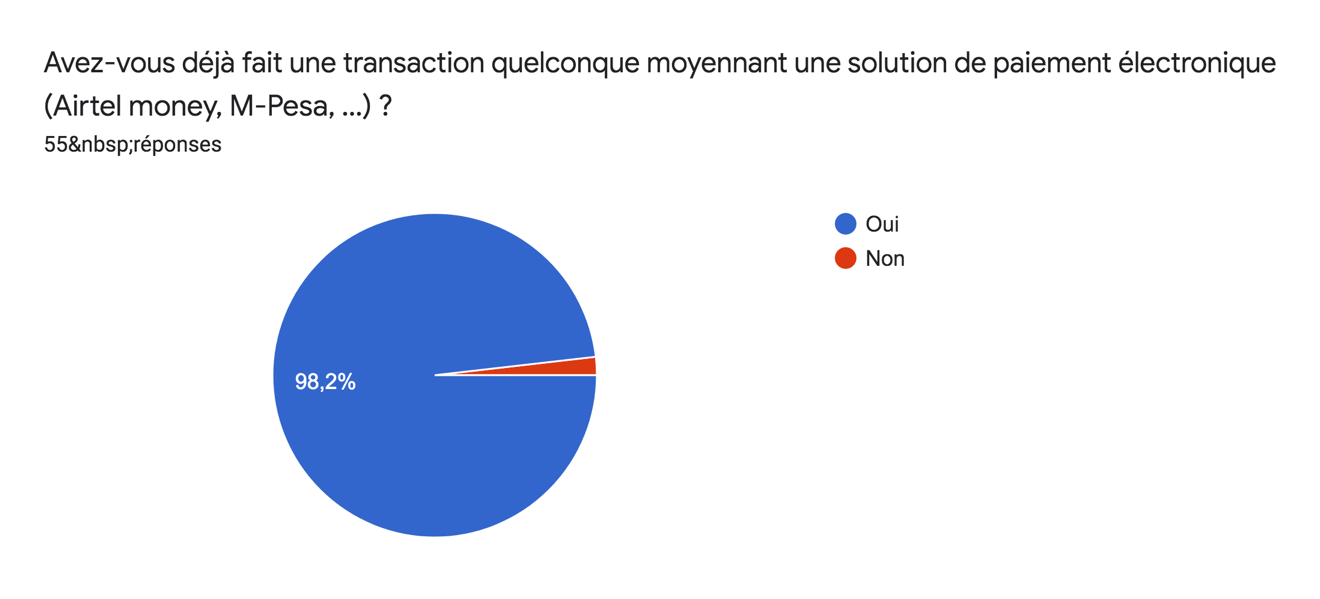 Avez-vous déjà fait une transaction quelconque moyennant une solution de paiement électronique
(Airtel money, M-Pesa, ...) ?
55&nbsp;réponses
Oui
Non
98,2%